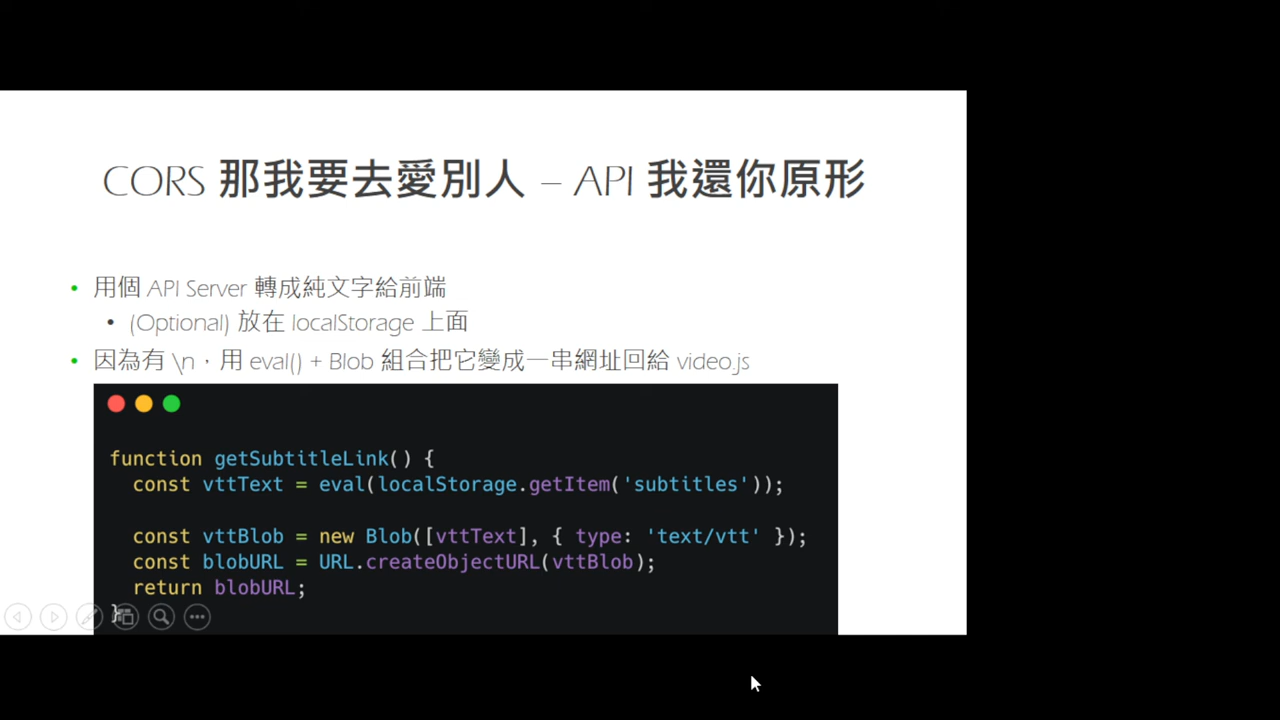 CORS 那我要去愛別人 – API 我還你原形
• 用個 API Server 轉成純文字給前端
• (Optional) 放在 localStorage 上面
• 因為有 \n，用 eval() + Blob 組合把它變成一串網址回給 video.js
function getSubtitleLink() {
const vttText = eval(localStorage.getItem('subtitles'));
const vttBlob = new Blob([vttText], { type: 'text/vtt' });
const blobURL = URL.createObjectURL(vttBlob);
return blobURL;
}